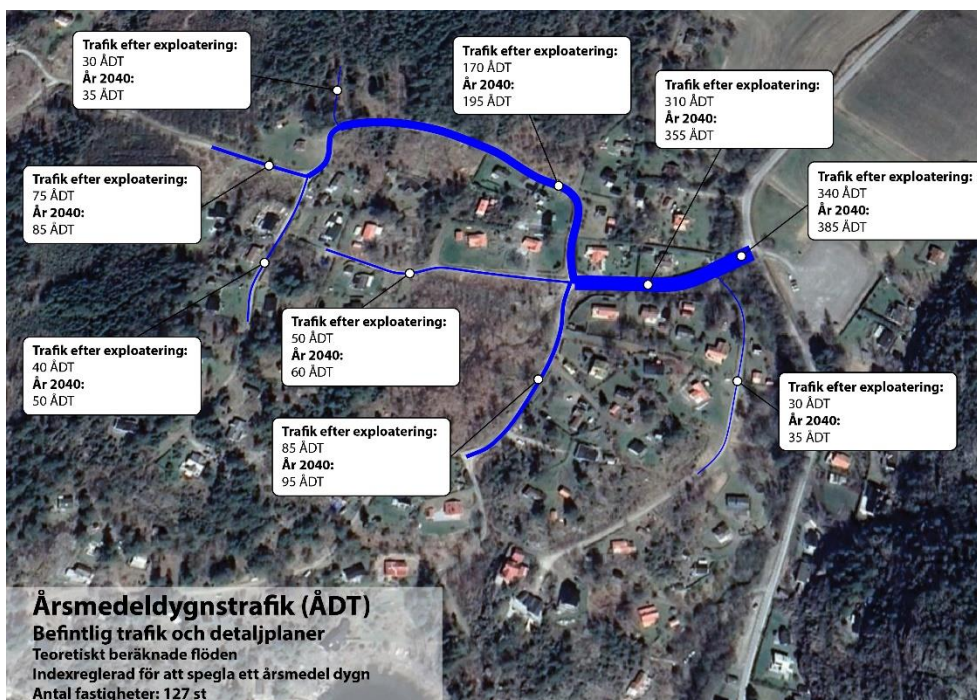 Trafik efter exploatering:
30 ÅDT
År 2040:
35 ÅDT
Trafik efter exploatering:
170 ÅDT
År 2040:
195 ÅDT
Trafik efter exploatering:
310 ÅDT
År 2040:
355 ÅDT
Trafik efter exploatering:
75 ÅDT
År 2040:
85 ÅDT
Trafik efter exploatering:
340 ÅDT
År 2040:
385 ÅDT
Trafik efter exploatering:
40 ÅDT
År 2040:
50 ÅDT
Trafik efter exploatering:
50 ÅDT
År 2040:
60 ÅDT
Trafik efter exploatering:
30 ÅDT
År 2040:
35 ÅDT
Trafik efter exploatering:
85 ÅDT
År 2040:
95 ÅDT
Årsmedeldygnstrafik (ÅDT)
Befintlig trafik och detaljplaner
Teoretiskt beräknade flöden
Indexreglerad för att spegla ett årsmedel dygn
Antal fastigheter: 127 st